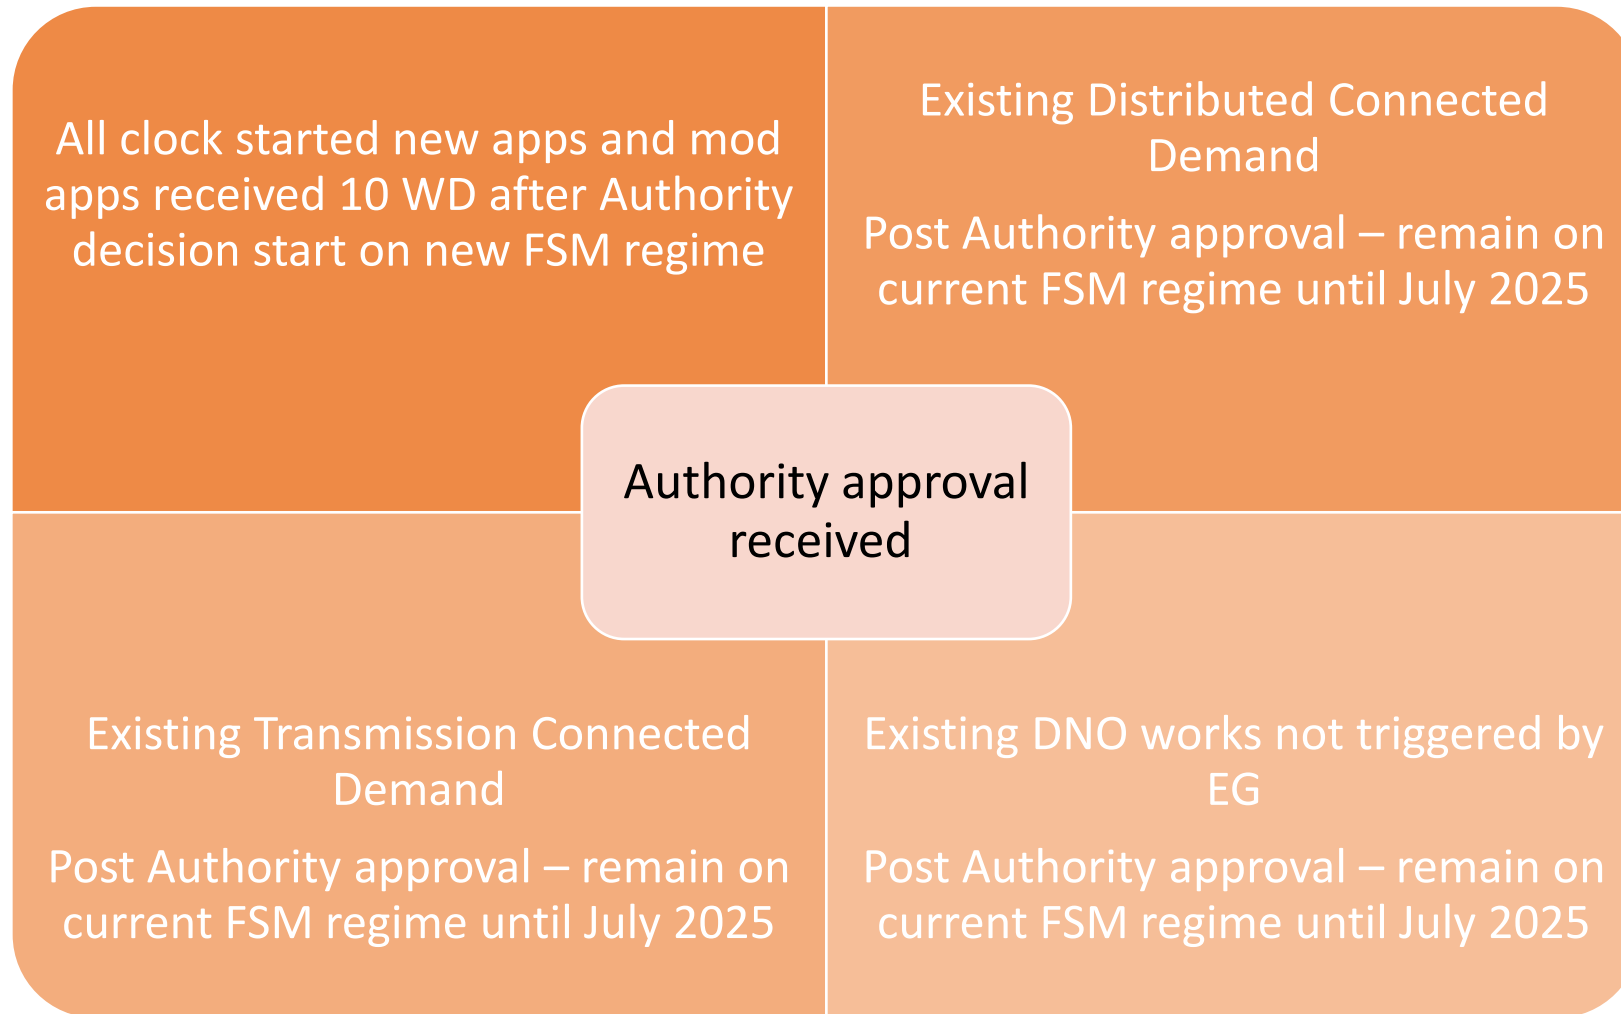 All clock started new apps and mod
apps received 10 WD after Authority
decision start on new FSM regime
Existing Distributed Connected
Demand
Post Authority approval – remain on
current FSM regime until July 2025
Authority approval
received
Existing Transmission Connected
Demand
Post Authority approval – remain on
current FSM regime until July 2025
Existing DNO works not triggered by
EG
Post Authority approval – remain on
current FSM regime until July 2025